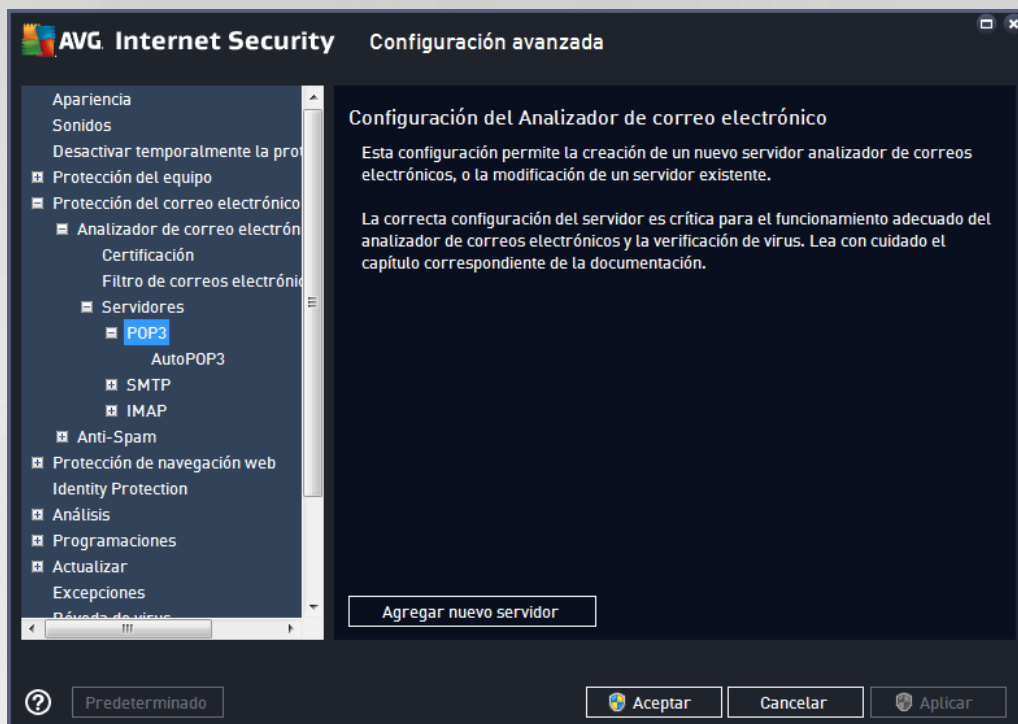 AVG. Internet Security Configuración avanzada
Apariencia
Sonidos
Desactivar temporalmente la prot
Protección del equipo
Protección del correo electrónico
Analizador de correo electrón
Certificación
Filtro de correos electrónic
Servidores
POP3
AutoPOP3
SMTP
IMAP
Anti-Spam
Protección de navegación web
Identity Protection
Análisis
Programaciones
Actualizar
Excepciones
Bóveda de virus
Configuración del Analizador de correo electrónico
Esta configuración permite la creación de un nuevo servidor analizador de correos
electrónicos, o la modificación de un servidor existente.
La correcta configuración del servidor es crítica para el funcionamiento adecuado del
analizador de correos electrónicos y la verificación de virus. Lea con cuidado el
capítulo correspondiente de la documentación.
Agregar nuevo servidor
Predeterminado
Aceptar
Cancelar
Aplicar